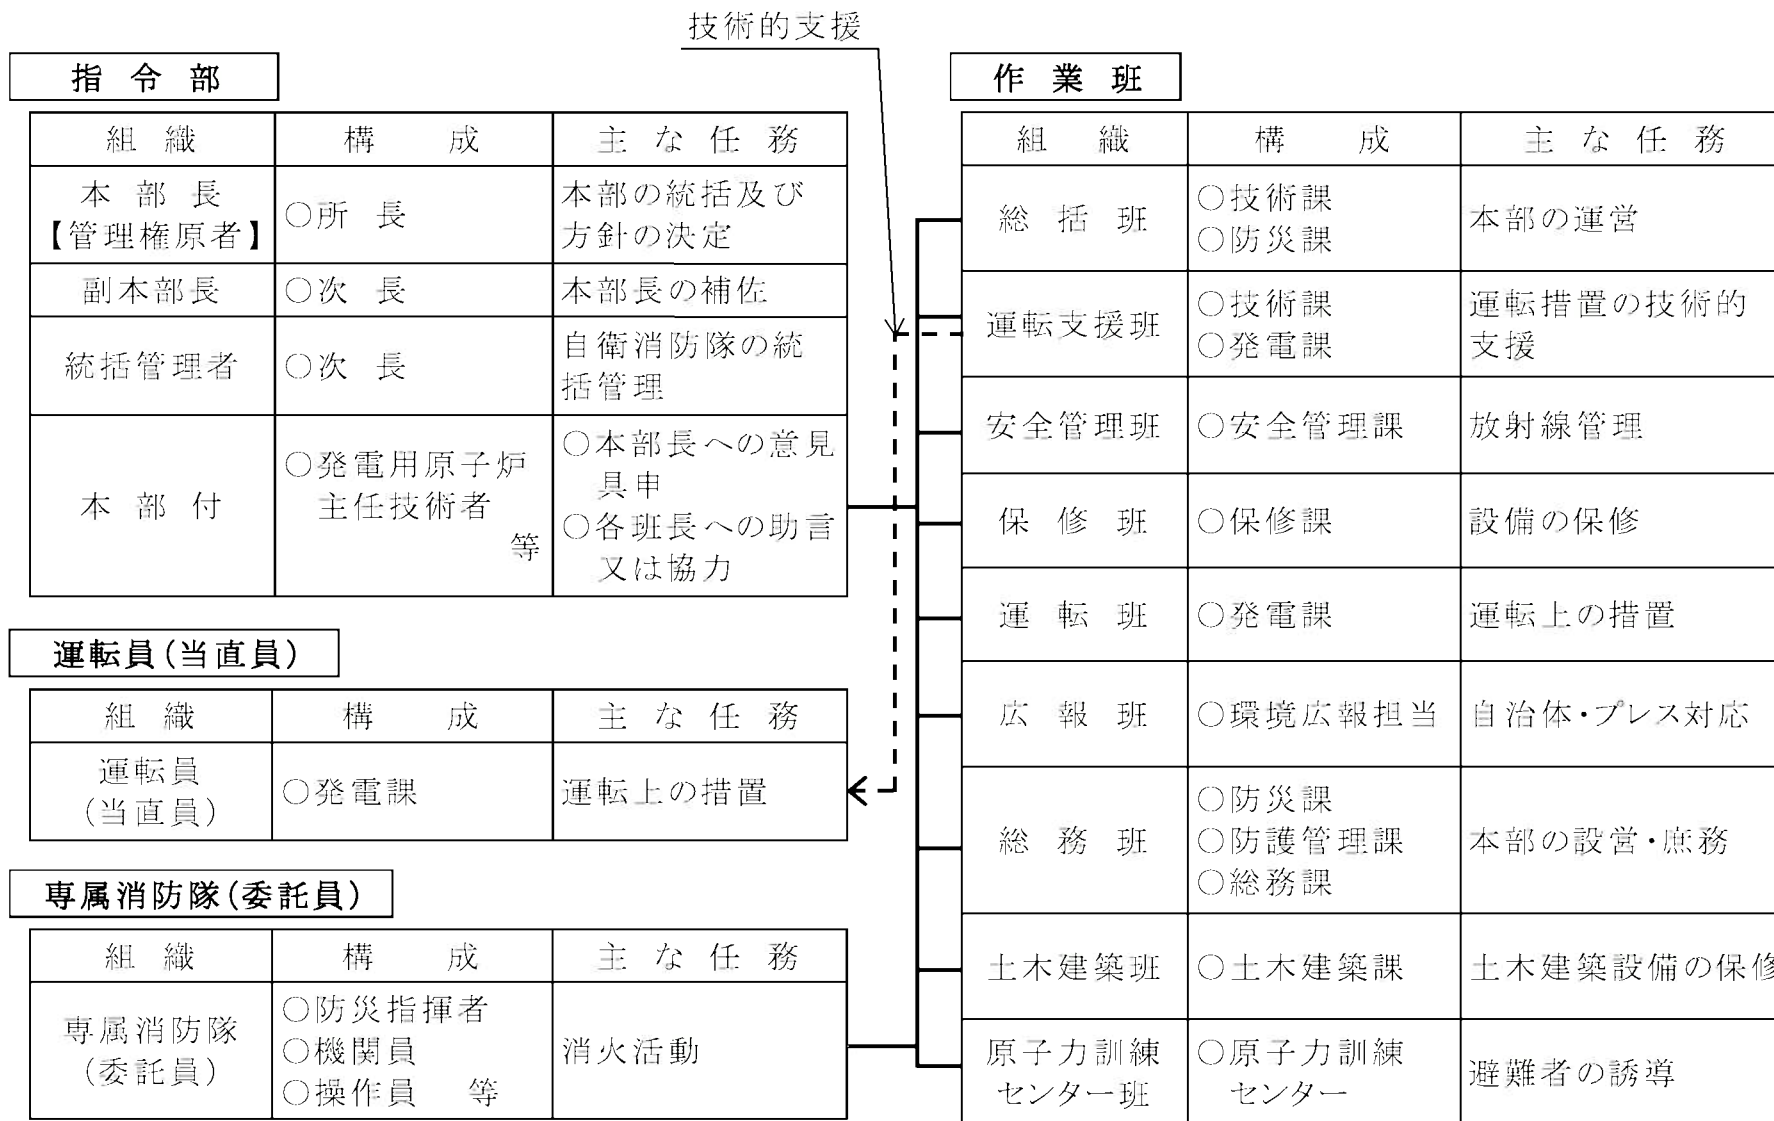 技術的支援
指令部
組織 構成 主な任務
本部長
【管理権原者】
○所長
本部の統括及び
方針の決定
副本部長 ○次長 本部長の補佐
統括管理者 ○次長
自衛消防隊の統
括管理
本部付
○発電用原子炉
主任技術者
等
○本部長への意見
具申
○各班長への助言
又は協力
運転員(当直員)
組織 構成 主な任務
運転員
(当直員)
○発電課 運転上の措置
専属消防隊(委託員)
組織 構成 主な任務
専属消防隊
(委託員)
○防災指揮者
○機関員
○操作員 等
消火活動
作業班
組織 構成 主な任務
総括班
○技術課
○防災課
本部の運営
運転支援班
○技術課
○発電課
運転措置の技術的
支援
安全管理班 ○安全管理課 放射線管理
保修班 ○保修課 設備の保修
運転班 ○発電課 運転上の措置
広報班 ○環境広報担当 自治体・プレス対応
総務班
○防災課
○防護管理課
○総務課
本部の設営・庶務
土木建築班 ○土木建築課 土木建築設備の保修
原子力訓練
センター班
○原子力訓練
センター
避難者の誘導